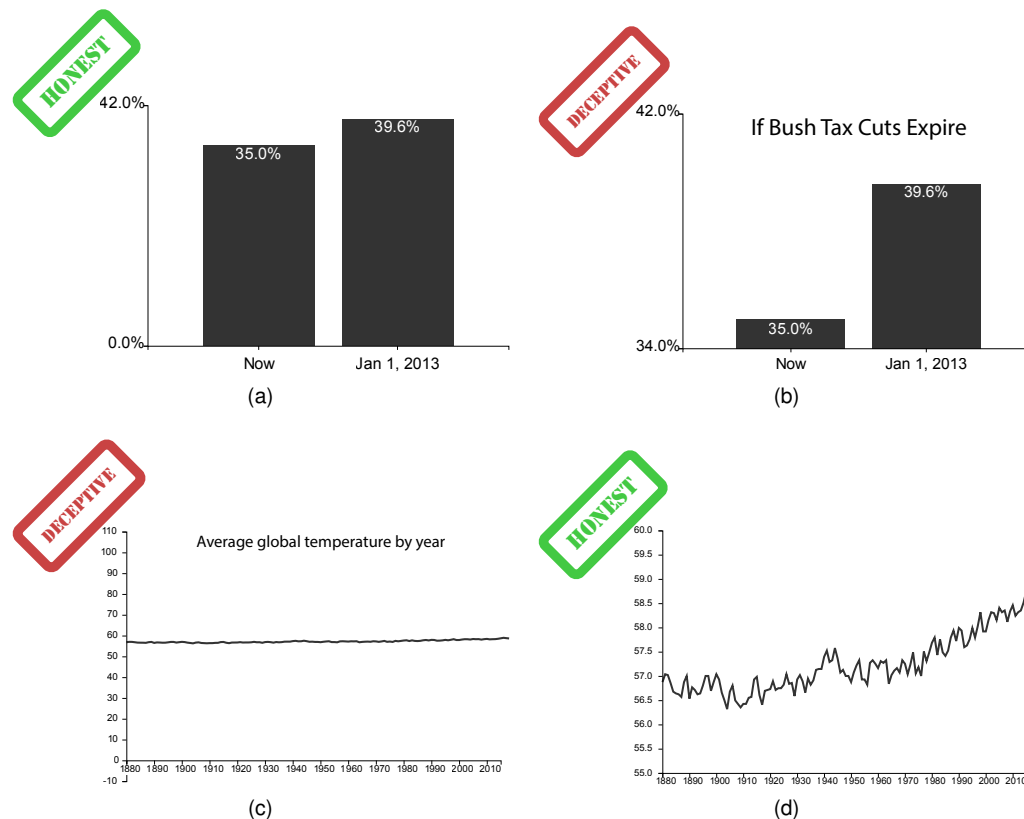 HONEST
42.0%
35.0%
39.6%
0.0%
Now
Jan 1, 2013
(a)
DECEPTIVE
42.0%
If Bush Tax Cuts Expire
39.6%
35.0%
34.0%
Now
Jan 1, 2013
(b)
DECEPTIVE
Average global temperature by year
110
100
90
80
70
60
50
40
30
20
10
0
-10
1880 1890 1900 1910 1920 1930 1940 1950 1960 1970 1980 1990 2000 2010
(c)
HONEST
60.0
59.5
59.0
58.5
58.0
57.5
57.0
56.5
56.0
55.5
55.0
1880 1890 1900 1910 1920 1930 1940 1950 1960 1970 1980 1990 2000 2010
(d)